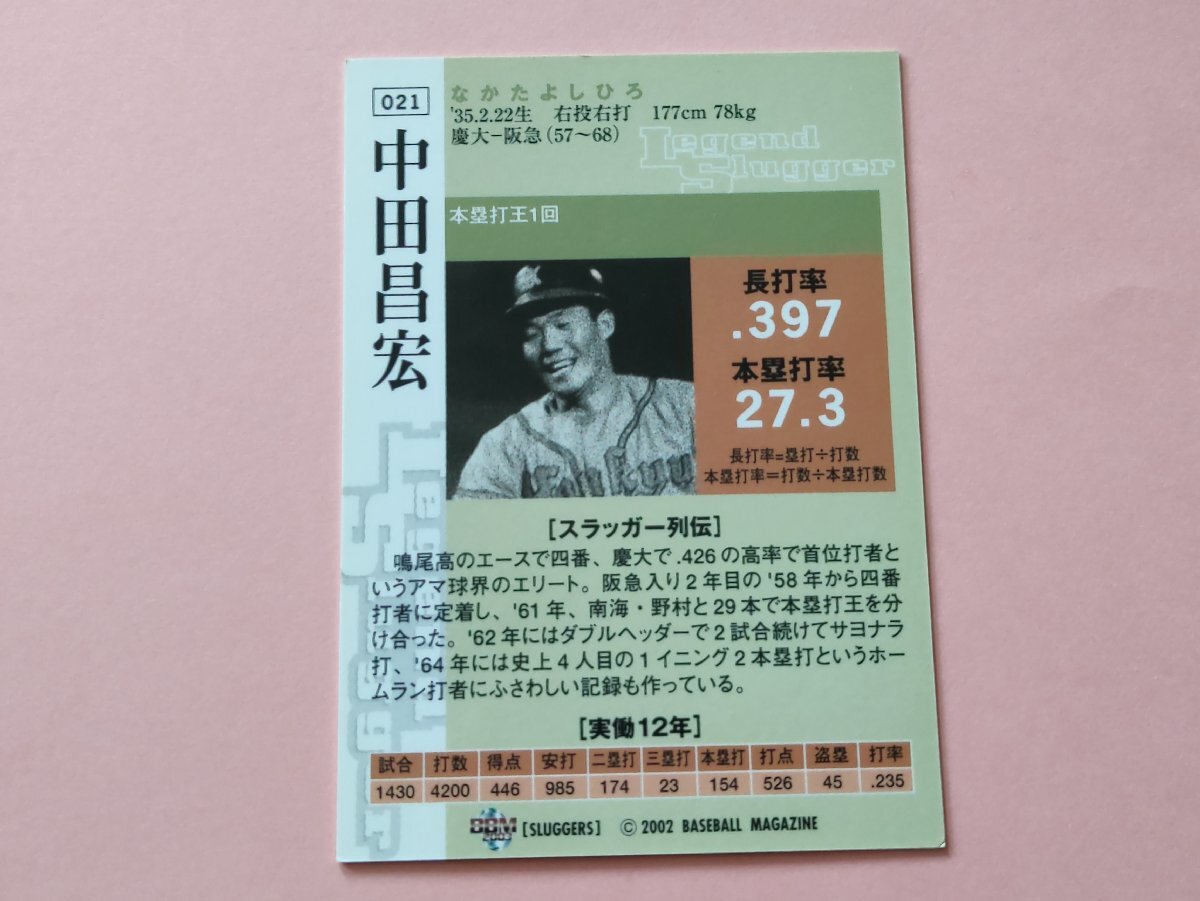 021
中田昌宏
なかたよしひろ
'35.2.22生　右投右打　177cm 78kg
慶大−阪急(57〜68)
Legend
Slugger
本塁打王1回
長打率
.397
本塁打率
27.3
長打率=塁打÷打数
本塁打率=打数÷本塁打数
Hankyu
[スラッガー列伝]
鳴尾高のエースで四番、慶大で.426の高率で首位打者と
いうアマ球界のエリート。阪急入り2年目の'58年から四番
打者に定着し、'61年、南海・野村と29本で本塁打王を分
け合った。'62年にはダブルヘッダーで2試合続けてサヨナラ
打、'64年には史上4人目の1イニング2本塁打というホー
ムラン打者にふさわしい記録も作っている。
[実働12年]
試合 打数 得点 安打 二塁打 三塁打 本塁打 打点 盗塁 打率
1430 4200 446 985 174 23 154 526 45 .235
BBM 2003 [SLUGGERS] © 2002 BASEBALL MAGAZINE
Legend
Slugger